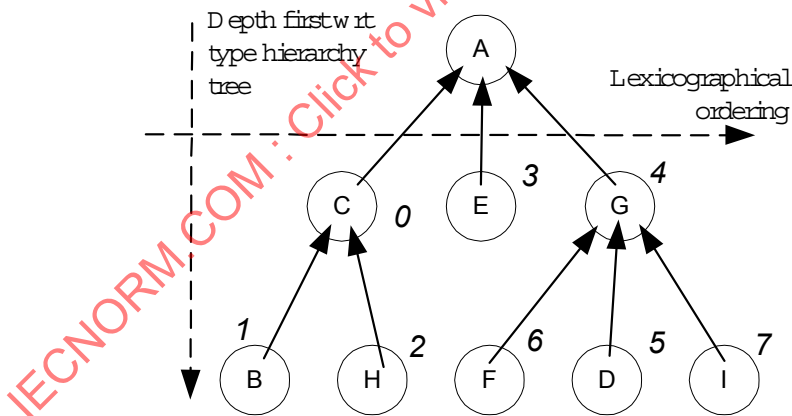 Depth first wrt
type hierarchy
tree
A
Lexicographical
ordering
C
0
E
3
G
4
B
1
H
2
F
6
D
5
I
7
IECNORM.COM : Click to vi